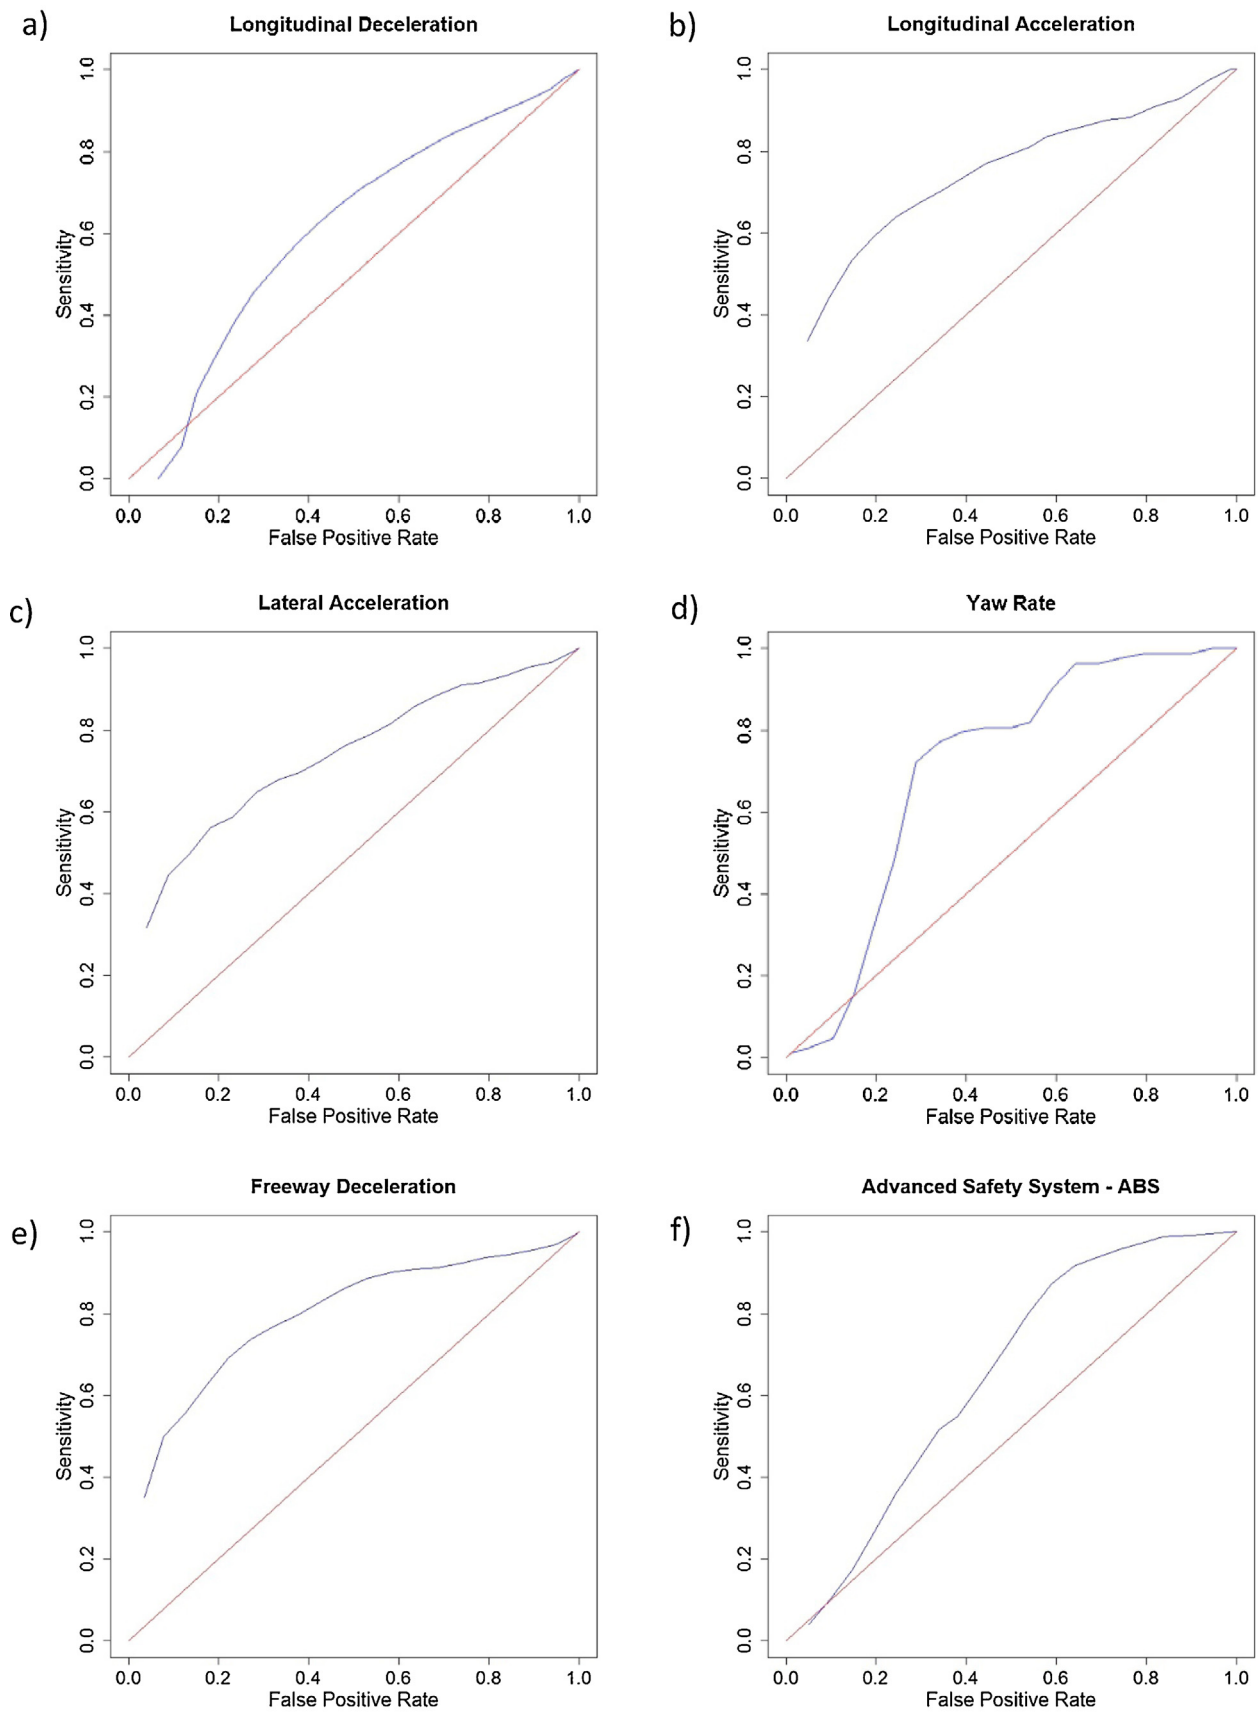 a)
Longitudinal Deceleration
Sensitivity
0.0 0.2 0.4 0.6 0.8 1.0
0.0 0.2 0.4 0.6 0.8 1.0
False Positive Rate
b)
Longitudinal Acceleration
Sensitivity
0.0 0.2 0.4 0.6 0.8 1.0
0.0 0.2 0.4 0.6 0.8 1.0
False Positive Rate
c)
Lateral Acceleration
Sensitivity
0.0 0.2 0.4 0.6 0.8 1.0
0.0 0.2 0.4 0.6 0.8 1.0
False Positive Rate
d)
Yaw Rate
Sensitivity
0.0 0.2 0.4 0.6 0.8 1.0
0.0 0.2 0.4 0.6 0.8 1.0
False Positive Rate
e)
Freeway Deceleration
Sensitivity
0.0 0.2 0.4 0.6 0.8 1.0
0.0 0.2 0.4 0.6 0.8 1.0
False Positive Rate
f)
Advanced Safety System - ABS
Sensitivity
0.0 0.2 0.4 0.6 0.8 1.0
0.0 0.2 0.4 0.6 0.8 1.0
False Positive Rate